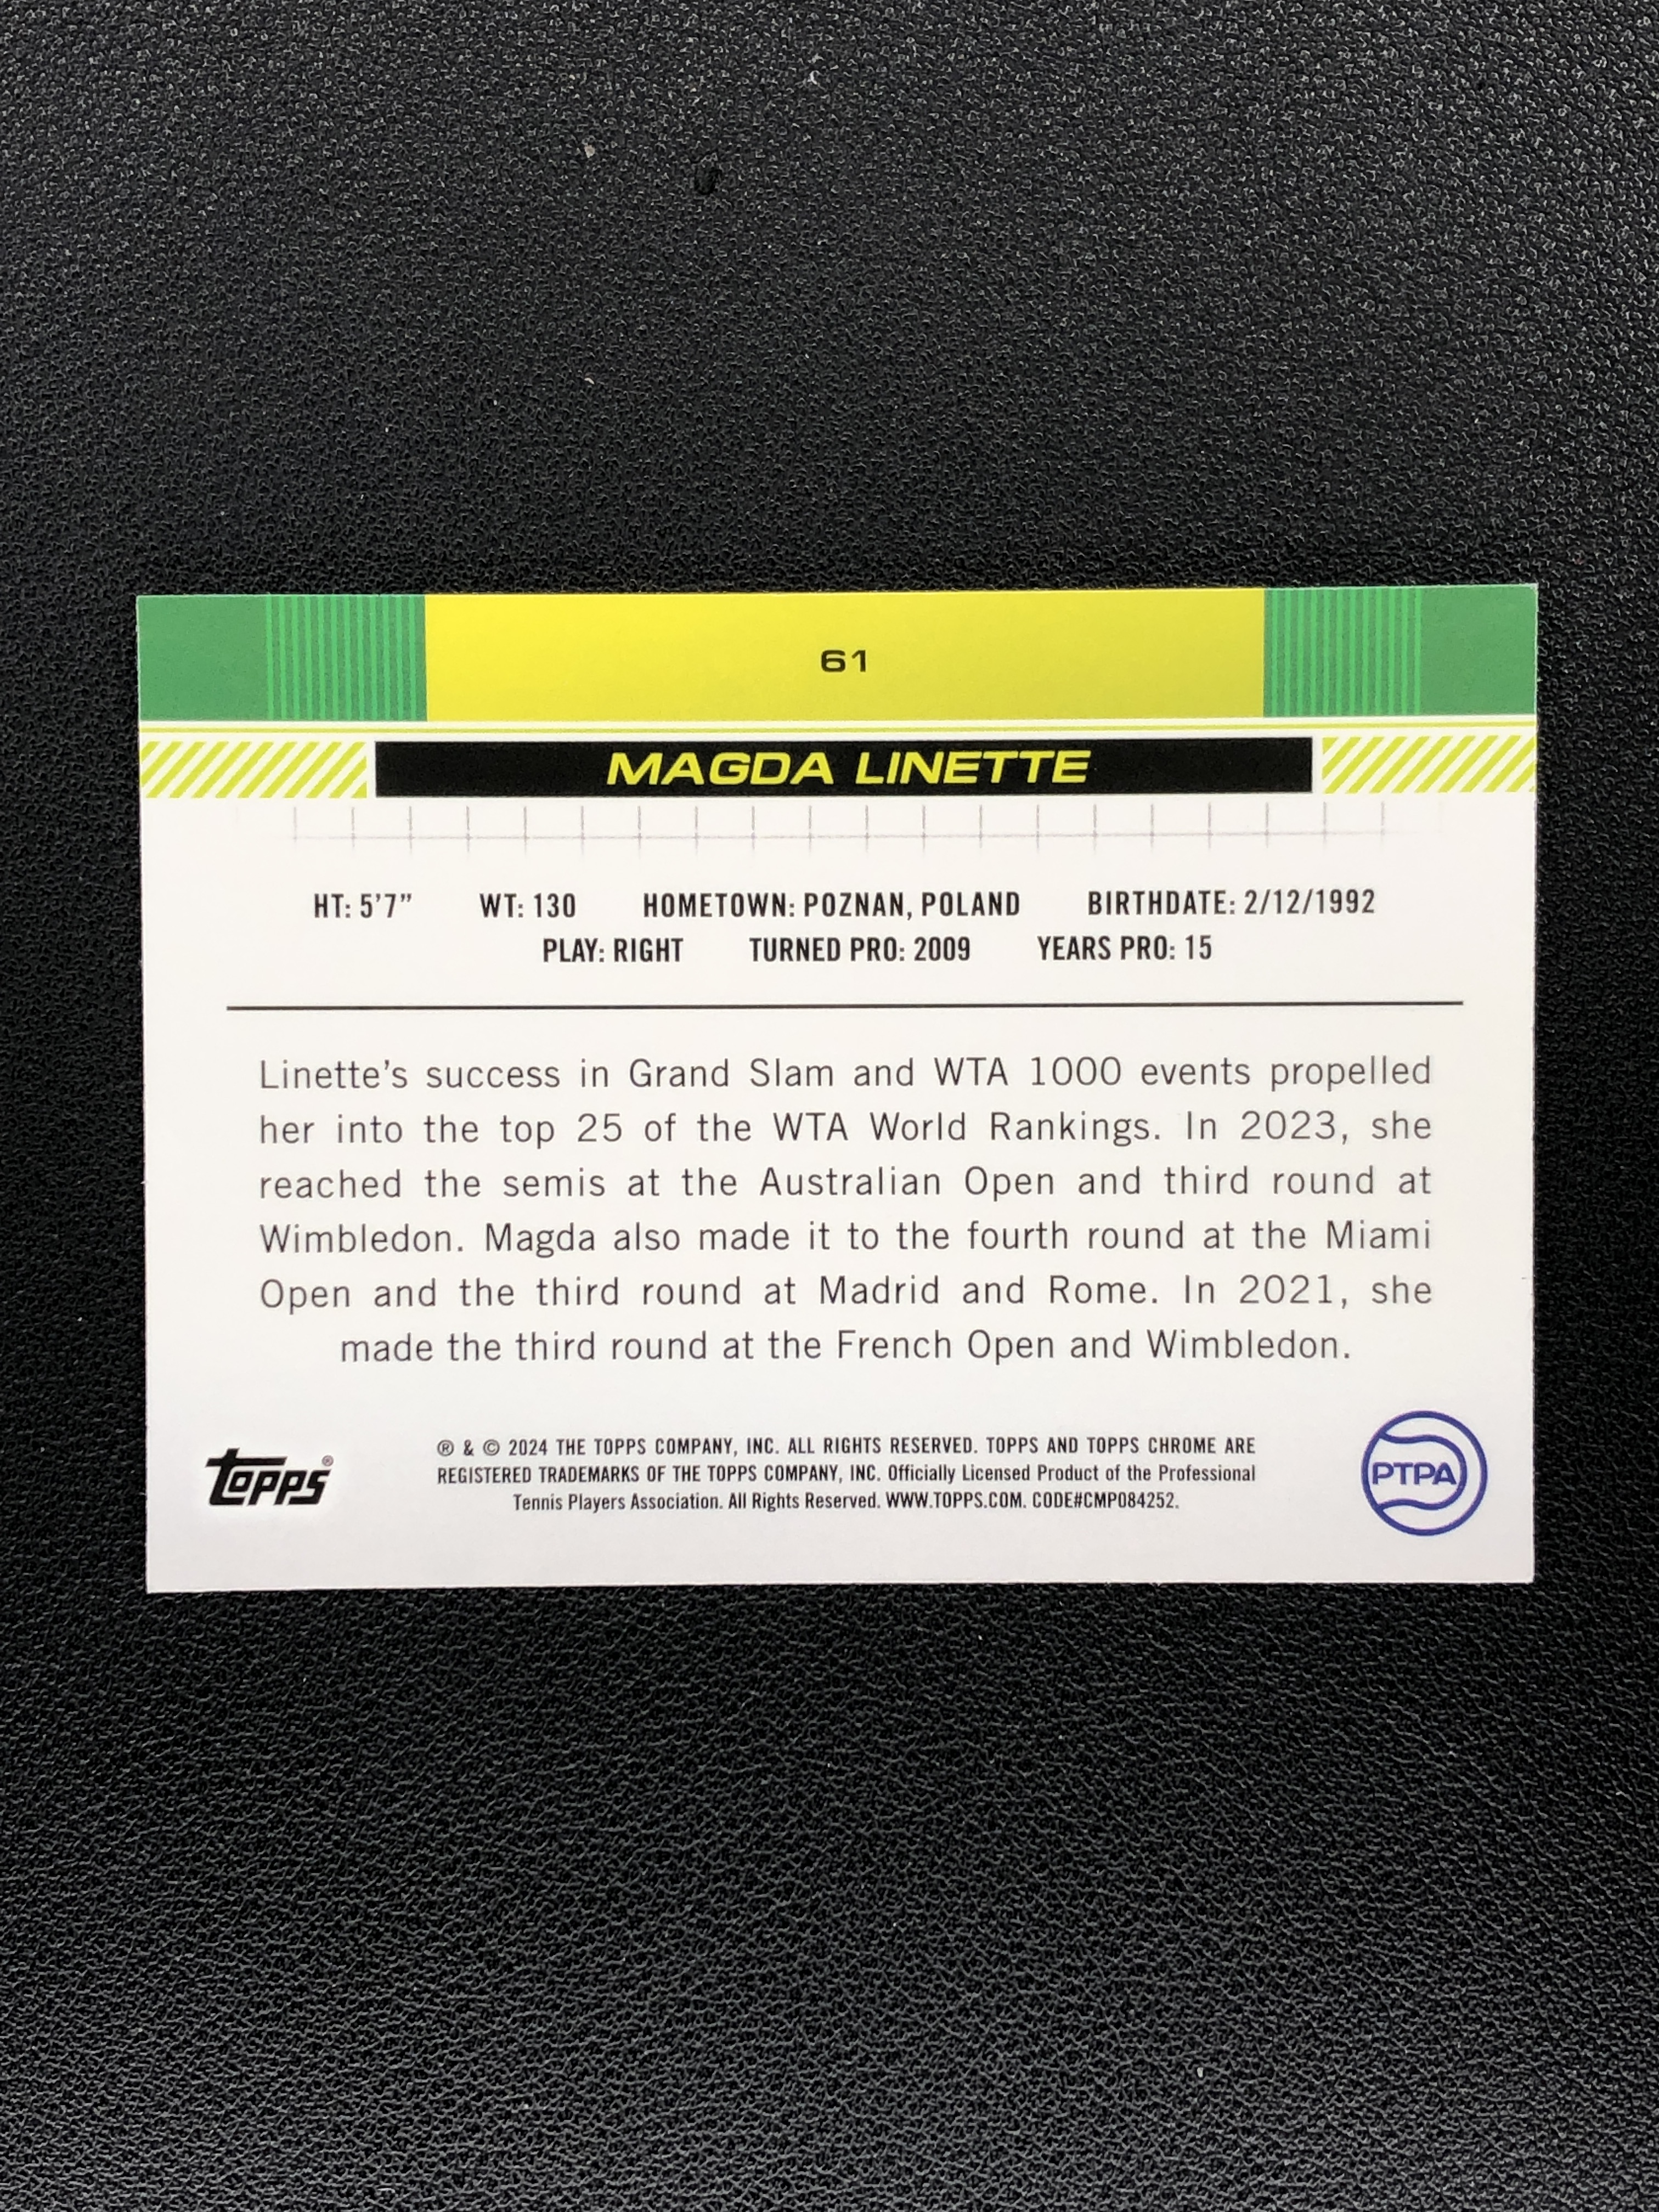 61
MAGDA LINETTE
HT: 5'7” WT: 130 HOMETOWN: POZNAN, POLAND BIRTHDATE: 2/12/1992
PLAY: RIGHT TURNED PRO: 2009 YEARS PRO: 15
Linette’s success in Grand Slam and WTA 1000 events propelled
her into the top 25 of the WTA World Rankings. In 2023, she
reached the semis at the Australian Open and third round at
Wimbledon. Magda also made it to the fourth round at the Miami
Open and the third round at Madrid and Rome. In 2021, she
made the third round at the French Open and Wimbledon.
topps®
® & © 2024 THE TOPPS COMPANY, INC. ALL RIGHTS RESERVED. TOPPS AND TOPPS CHROME ARE
REGISTERED TRADEMARKS OF THE TOPPS COMPANY, INC. Officially Licensed Product of the Professional
Tennis Players Association. All Rights Reserved. WWW.TOPPS.COM. CODE#CMP084252.
PTPA